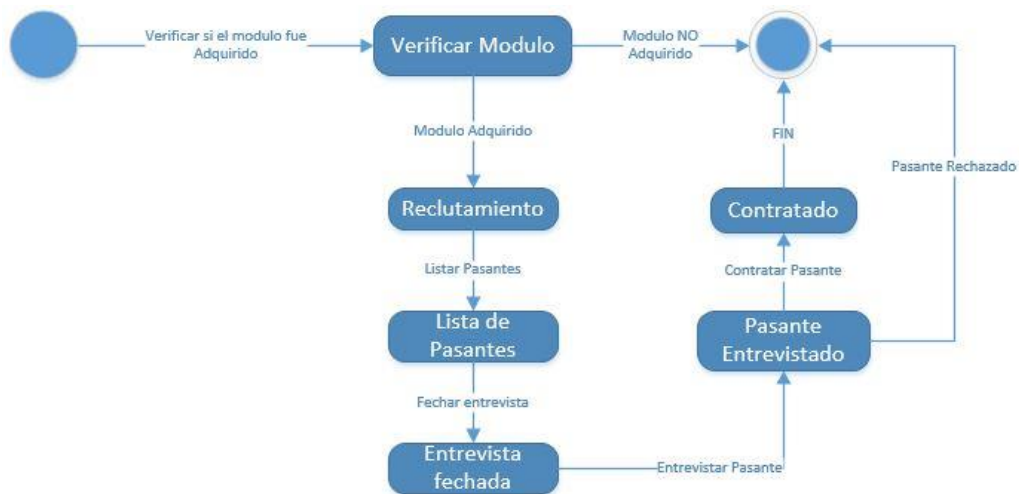 Verificar si el modulo fue
Adquirido
Verificar Modulo
Modulo NO
Adquirido
Modulo Adquirido
FIN
Pasante Rechazado
Reclutamiento
Contratado
Listar Pasantes
Contratar Pasante
Lista de
Pasantes
Pasante
Entrevistado
Fechar entrevista
Entrevista
fechada
Entrevistar Pasante